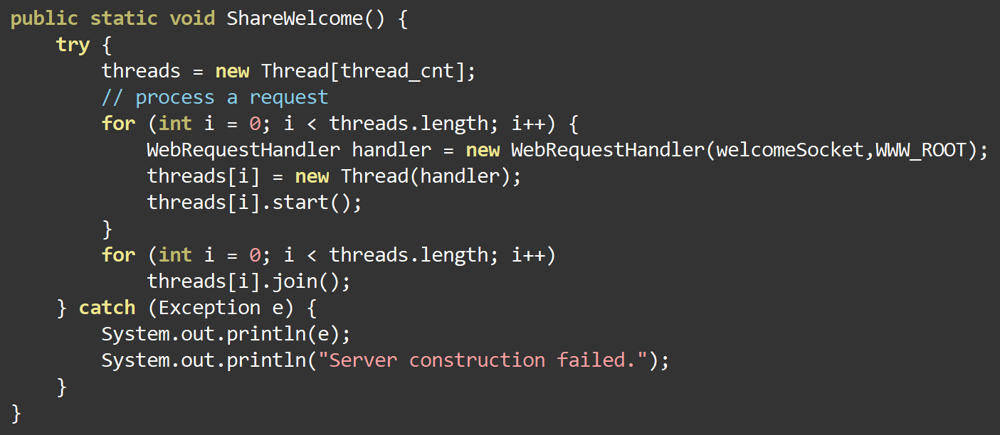 public static void ShareWelcome() {
    try {
        threads = new Thread[thread_cnt];
        // process a request
        for (int i = 0; i < threads.length; i++) {
            WebRequestHandler handler = new WebRequestHandler(welcomeSocket,WWW_ROOT);
            threads[i] = new Thread(handler);
            threads[i].start();
        }
        for (int i = 0; i < threads.length; i++)
            threads[i].join();
    } catch (Exception e) {
        System.out.println(e);
        System.out.println("Server construction failed.");
    }
}